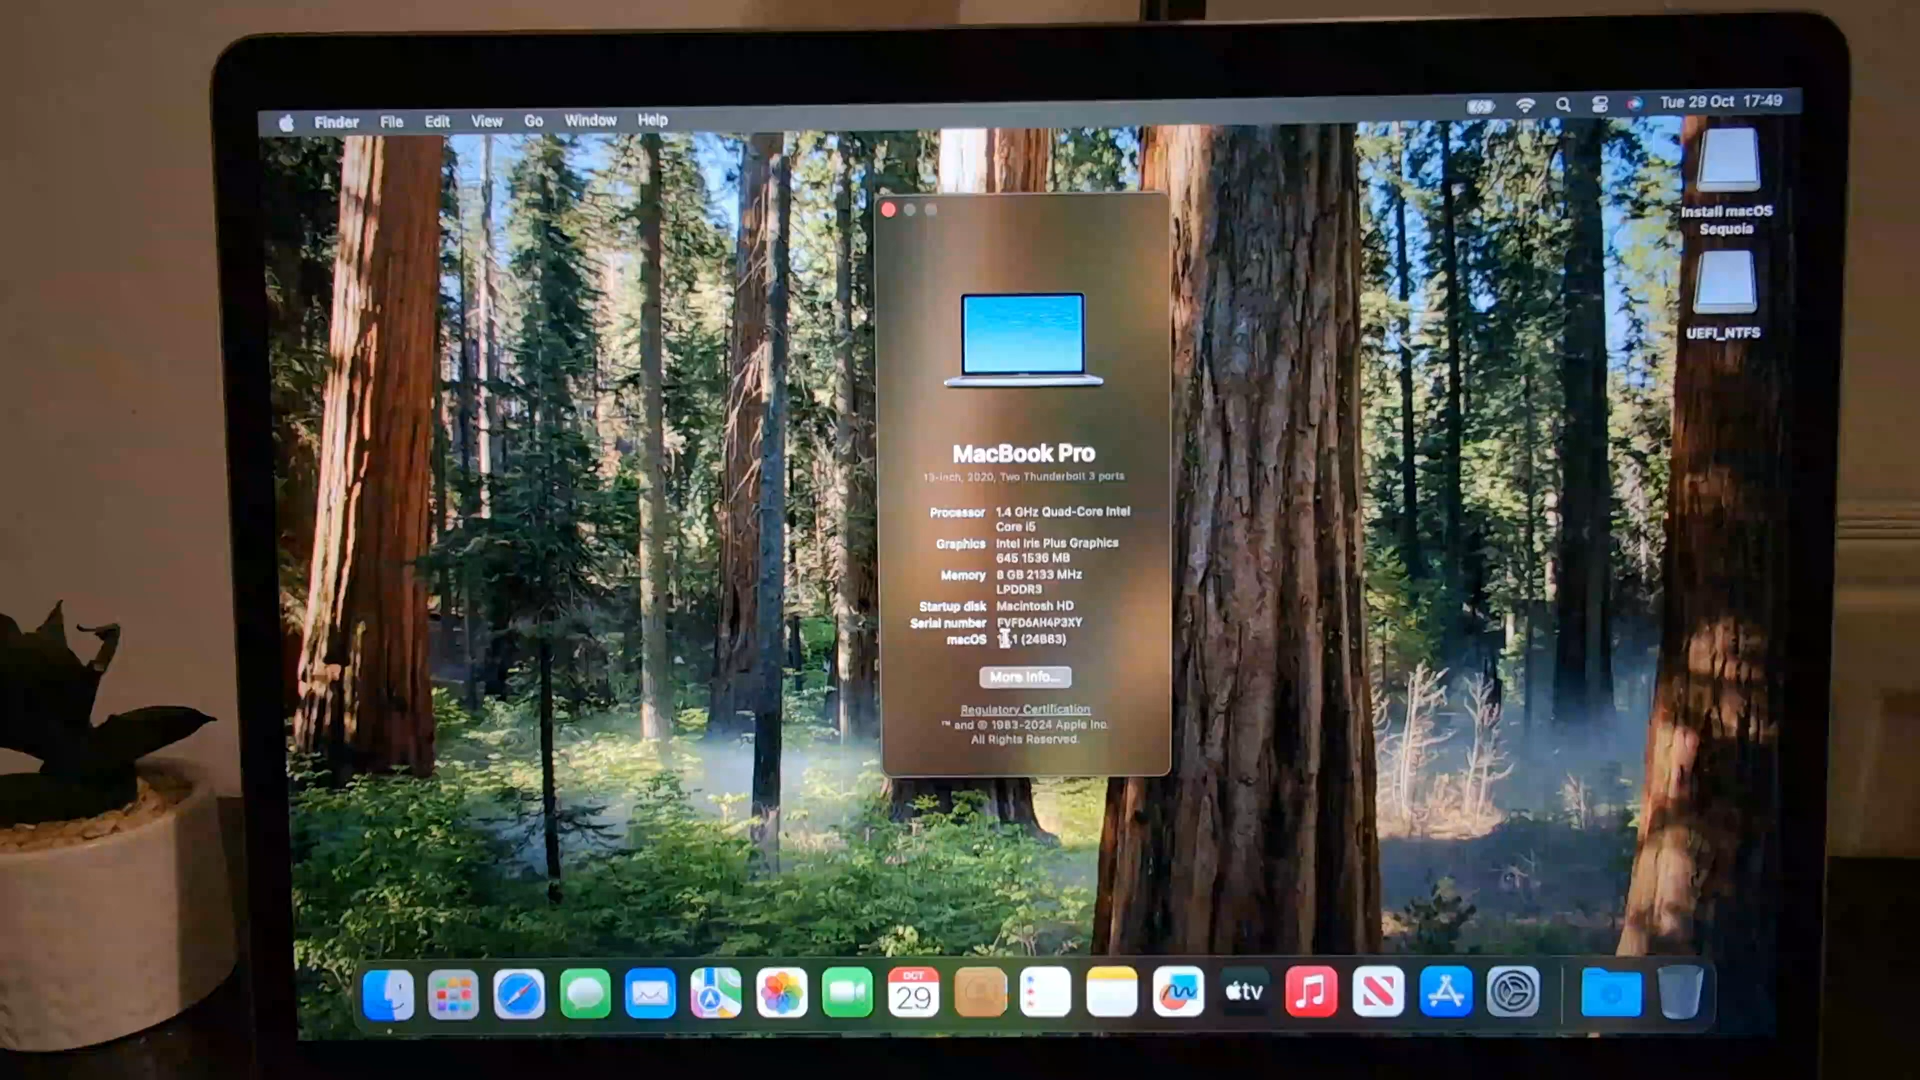 Finder File Edit View Go Window Help
Tue 29 Oct 17:49
Install macOS
Sequoia
UEFI_NTFS
MacBook Pro
13-inch, 2020, Two Thunderbolt 3 ports
Processor 1.4 GHz Quad-Core Intel
Core i5
Graphics Intel Iris Plus Graphics
645 1536 MB
Memory 8 GB 2133 MHz
LPDDR3
Startup disk Macintosh HD
Serial number FVFD6AH4P3XY
macOS (24B83)
More Info...
Regulatory Certification
™ and © 1983-2024 Apple Inc.
All Rights Reserved.
OCT
29
tv